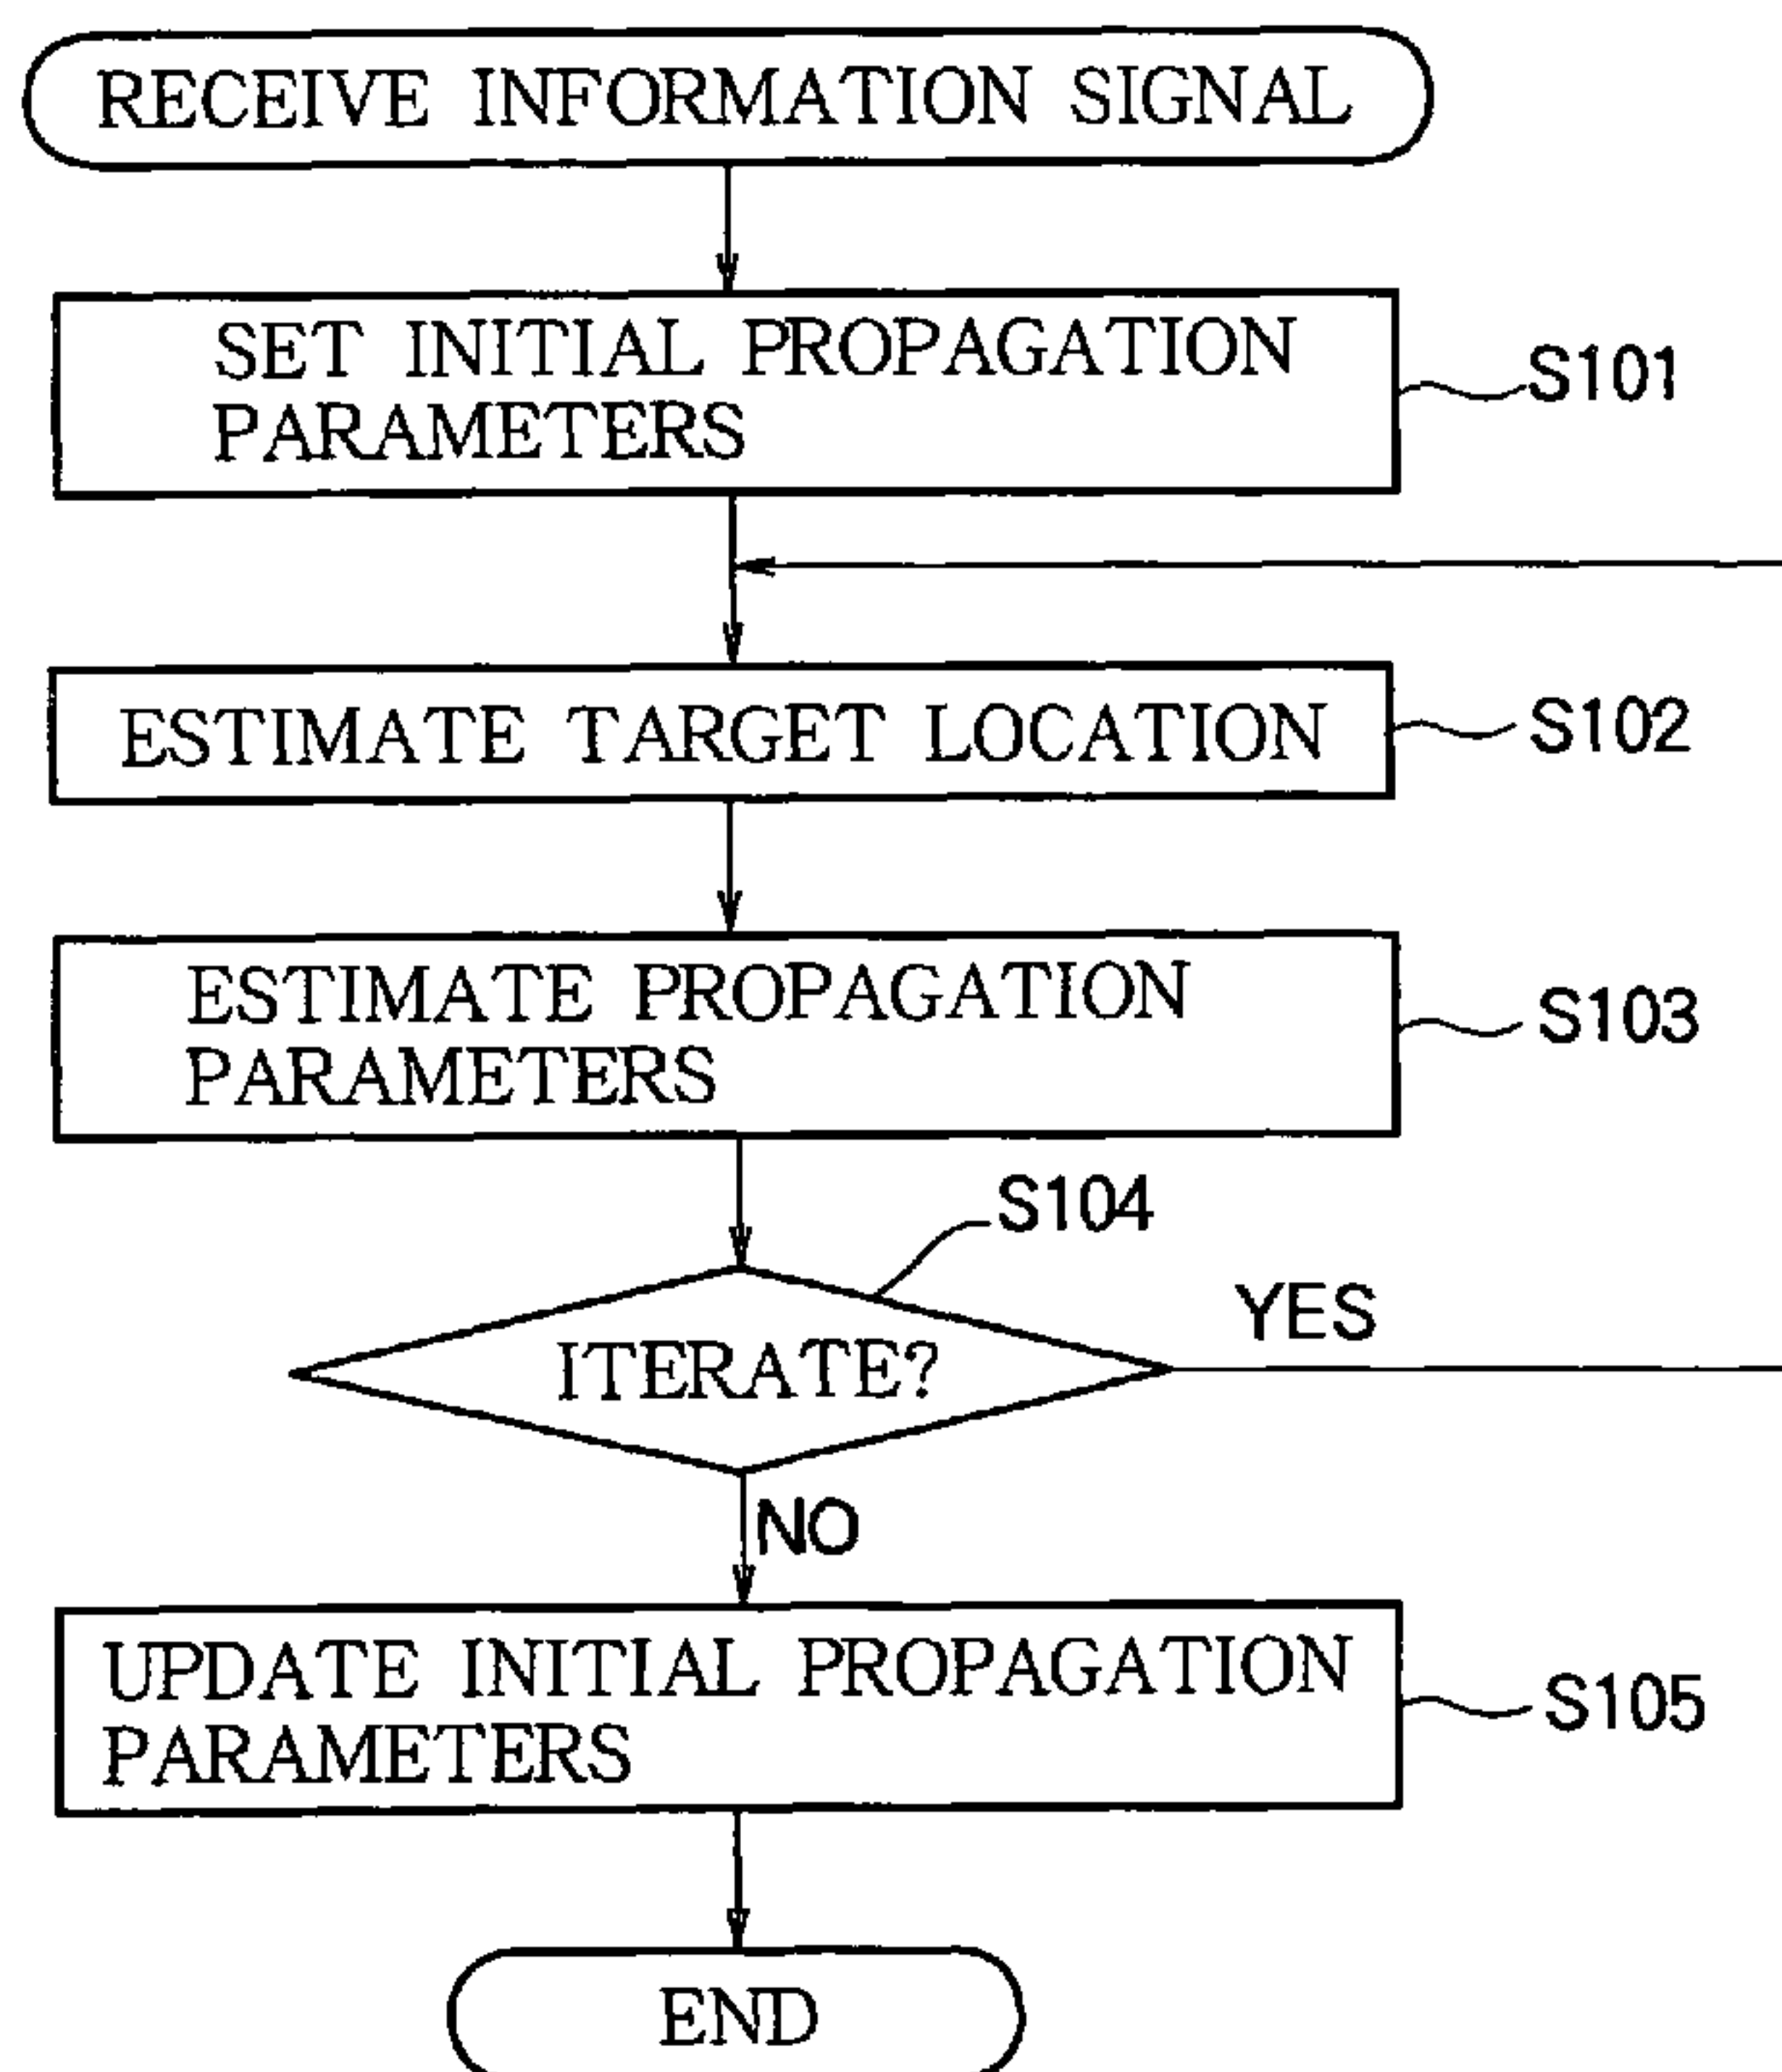 RECEIVE INFORMATION SIGNAL
SET INITIAL PROPAGATION
PARAMETERS
S101
ESTIMATE TARGET LOCATION
S102
ESTIMATE PROPAGATION
PARAMETERS
S103
S104
ITERATE?
YES
NO
UPDATE INITIAL PROPAGATION
PARAMETERS
S105
END